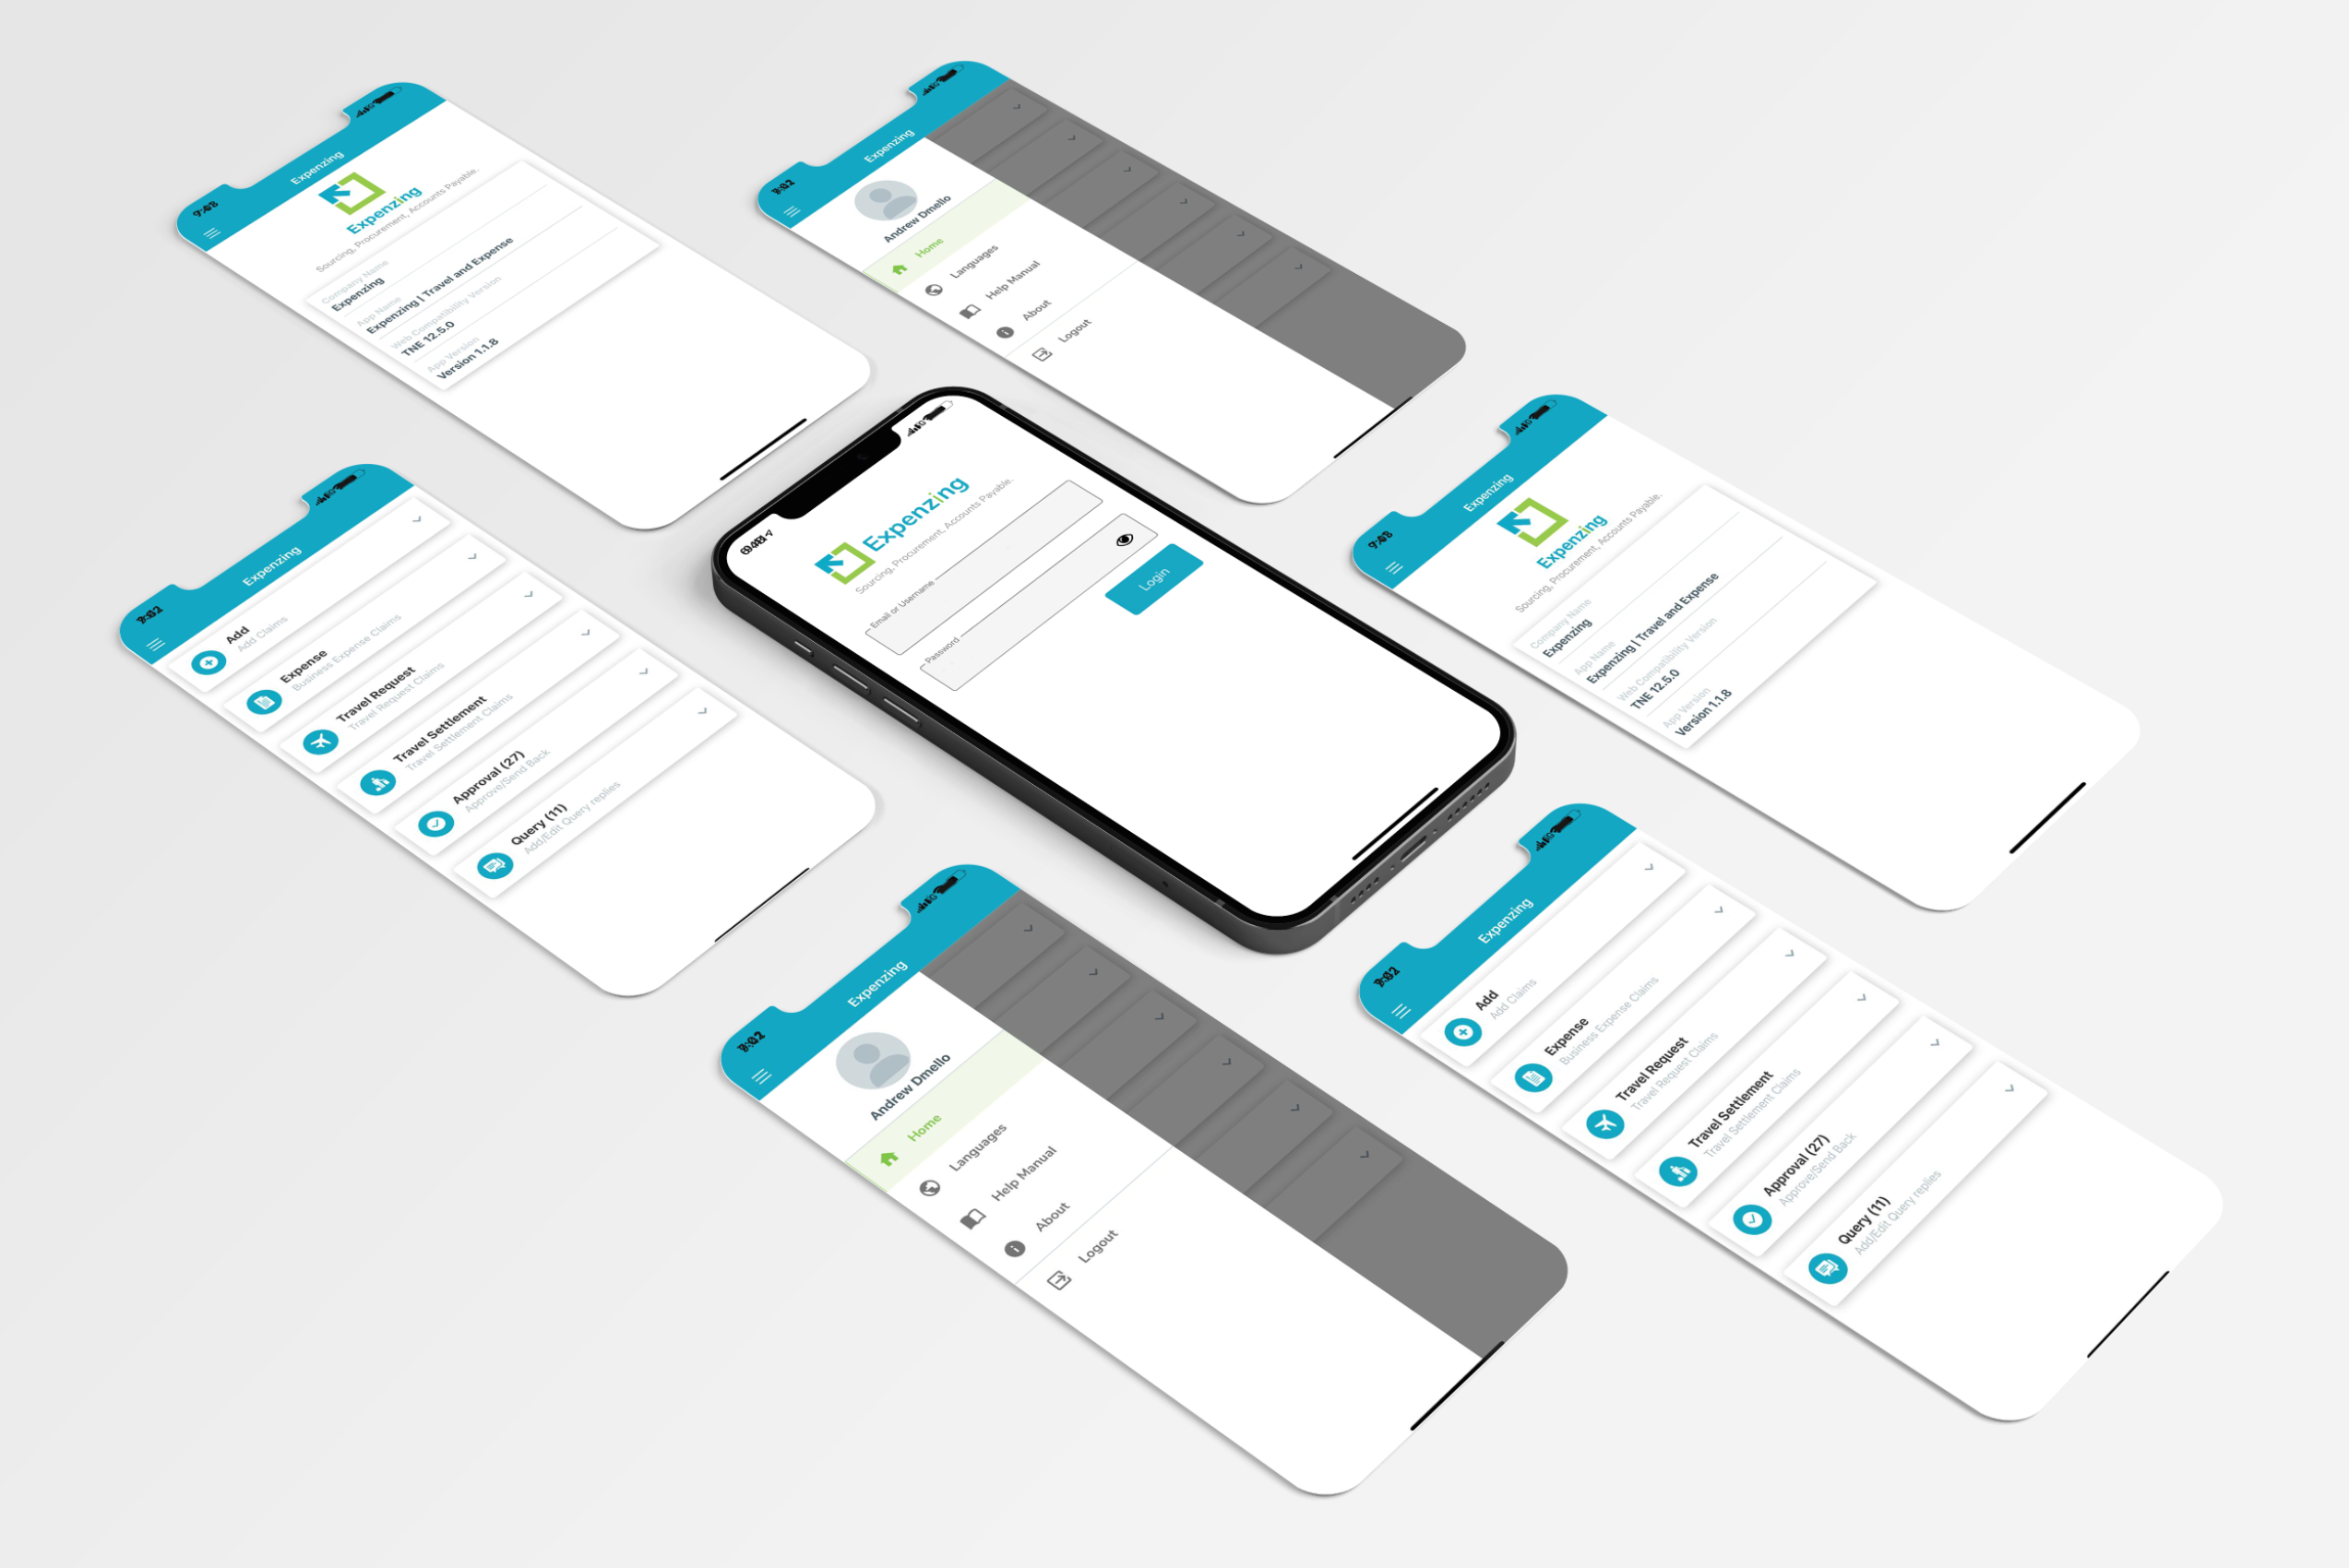 Expenzing
Expenzing
Sourcing, Procurement, Accounts Payable.
Company Name
Expenzing
App Name
Expenzing | Travel and Expense
Web Compatibility Version
TNE 12.5.0
App Version
Version 1.1.8
Expenzing
Andrew Dmello
Home
Languages
Help Manual
About
Logout
Expenzing
Add
Add Claims
Expense
Business Expense Claims
Travel Request
Travel Request Claims
Travel Settlement
Travel Settlement Claims
Approval (27)
Approve/Send Back
Query (11)
Add/Edit Query replies
Expenzing
Sourcing, Procurement, Accounts Payable.
Email or Username
Password
Login
Expenzing
Expenzing
Sourcing, Procurement, Accounts Payable.
Company Name
Expenzing
App Name
Expenzing | Travel and Expense
Web Compatibility Version
TNE 12.5.0
App Version
Version 1.1.8
Expenzing
Andrew Dmello
Home
Languages
Help Manual
About
Logout
Expenzing
Add
Add Claims
Expense
Business Expense Claims
Travel Request
Travel Request Claims
Travel Settlement
Travel Settlement Claims
Approval (27)
Approve/Send Back
Query (11)
Add/Edit Query replies